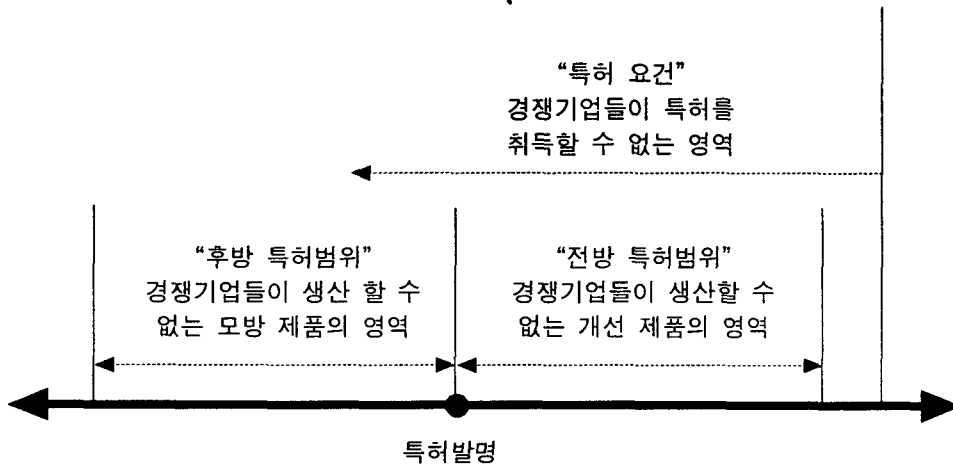 “특허 요건”
경쟁기업들이 특허를
취득할 수 없는 영역
“후방 특허범위”
경쟁기업들이 생산 할 수
없는 모방 제품의 영역
“전방 특허범위”
경쟁기업들이 생산할 수
없는 개선 제품의 영역
특허발명